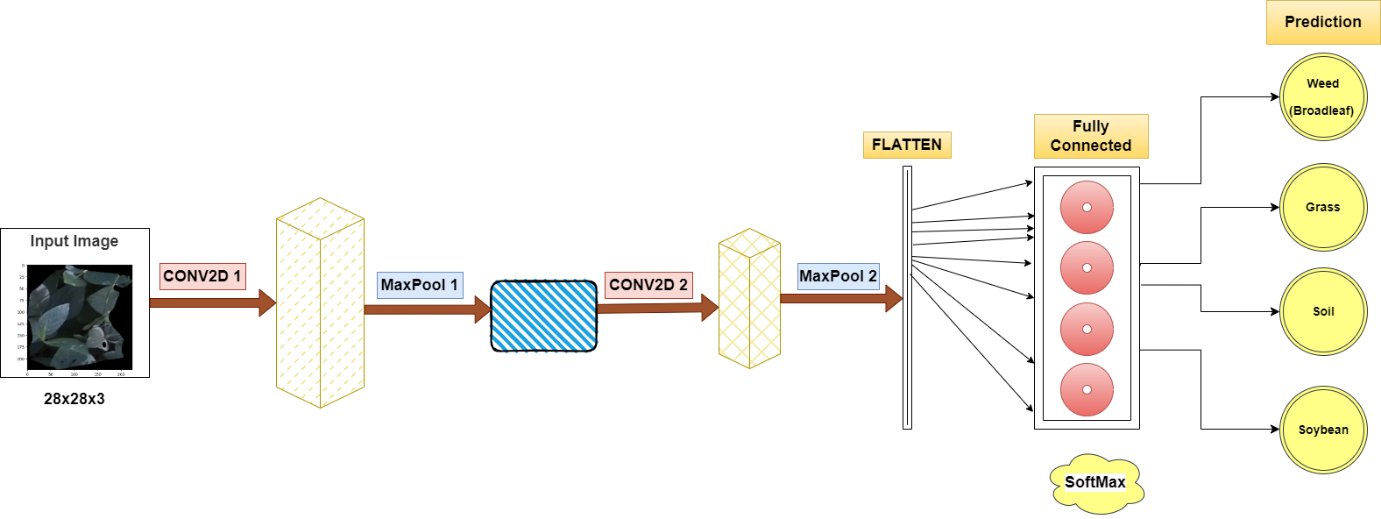 Input Image
28x28x3
CONV2D 1
MaxPool 1
CONV2D 2
MaxPool 2
FLATTEN
Fully
Connected
SoftMax
Prediction
Weed
(Broadleaf)
Grass
Soil
Soybean